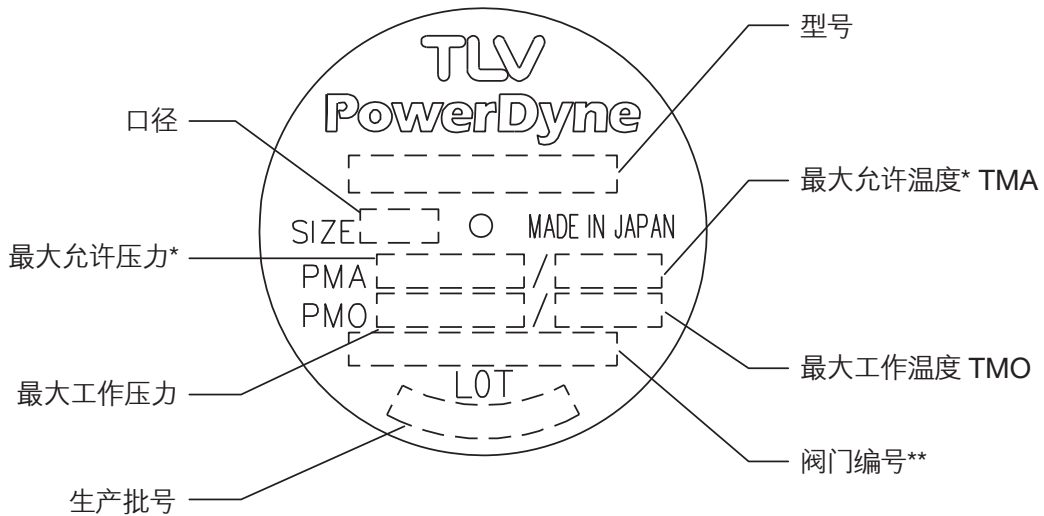 型号
TLV
PowerDyne
口径
最大允许温度* TMA
SIZE
MADE IN JAPAN
最大允许压力*
PMA /
PMO /
最大工作温度 TMO
最大工作压力
LOT
阀门编号**
生产批号